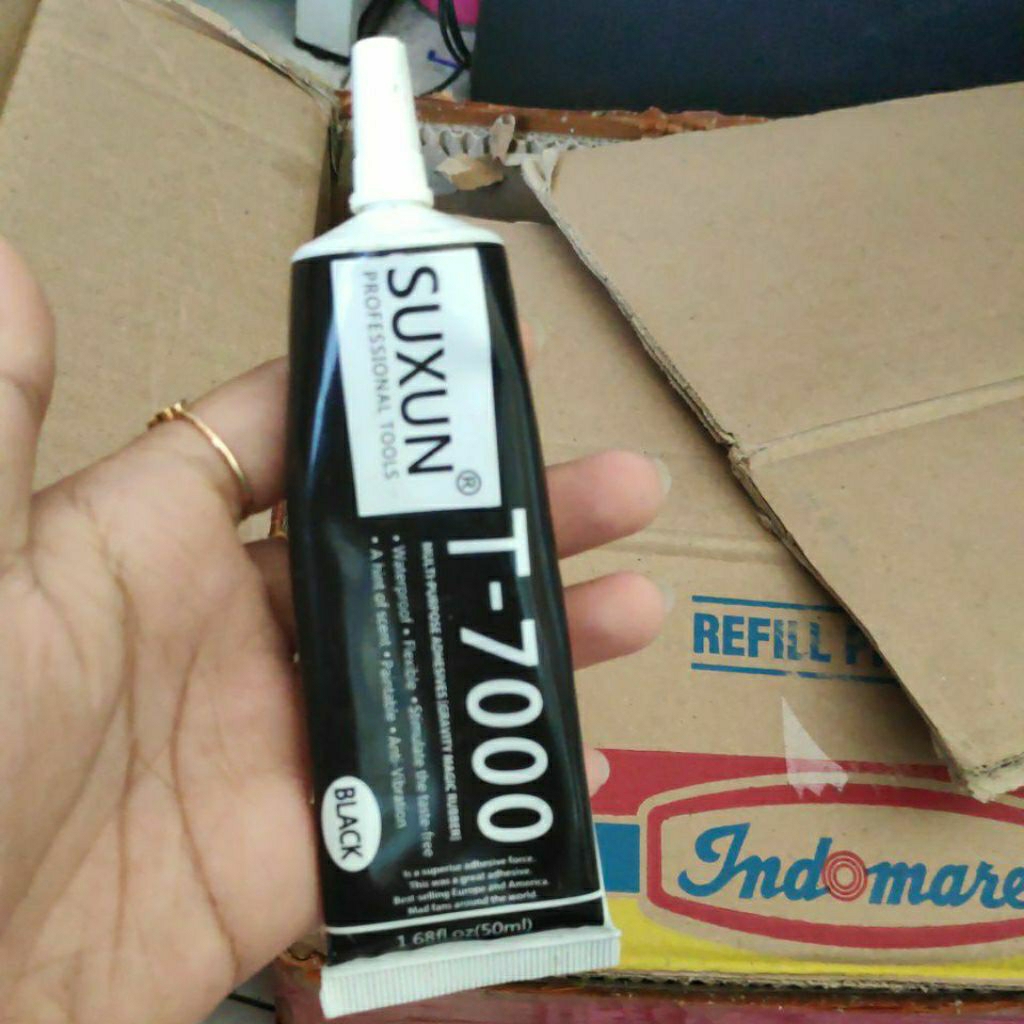 SUXUN®
PROFESSIONAL TOOLS
T-7000
MULTI-PURPOSE ADHESIVES [GRAVITY MAGIC RUBBER]
• Waterproof • Flexible • Simulate the taste-free
• A hint of scent • Paintable • Anti-Vibration
BLACK
Is a superior adhesive force.
This was a great adhesive.
Best-selling Europe and America.
Mad fans around the world.
1.68fl.oz(50ml)
REFILL
Indomare